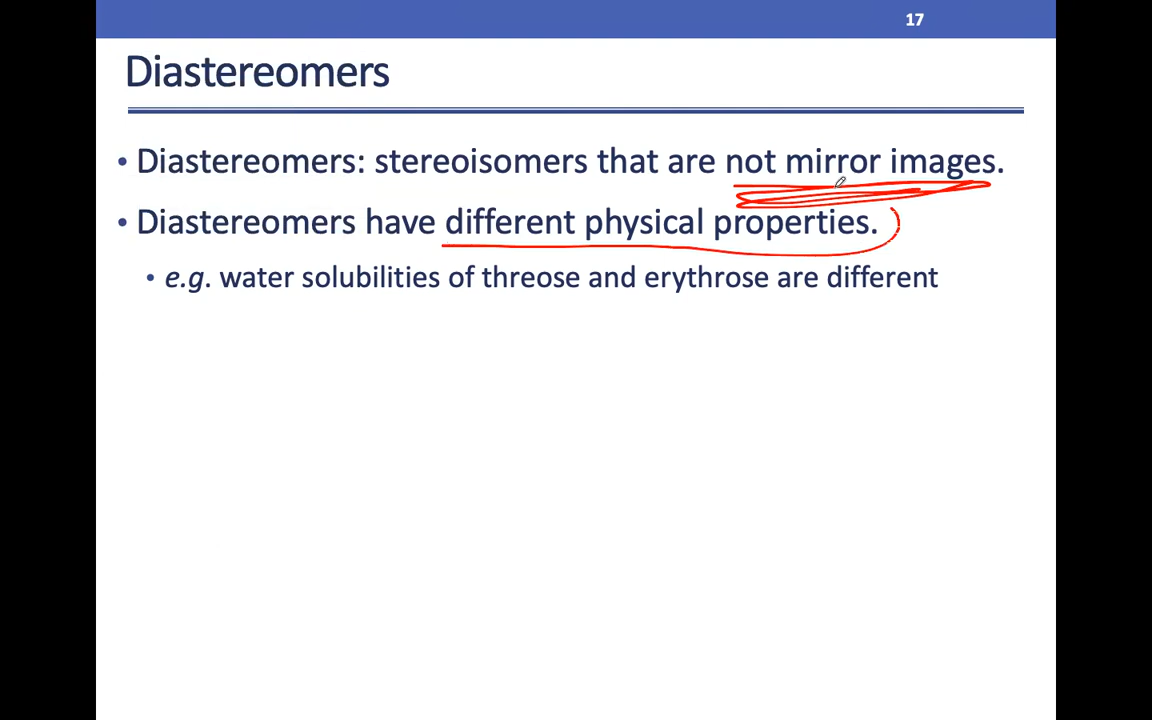 17
Diastereomers
• Diastereomers: stereoisomers that are not mirror images.
• Diastereomers have different physical properties.
• e.g. water solubilities of threose and erythrose are different